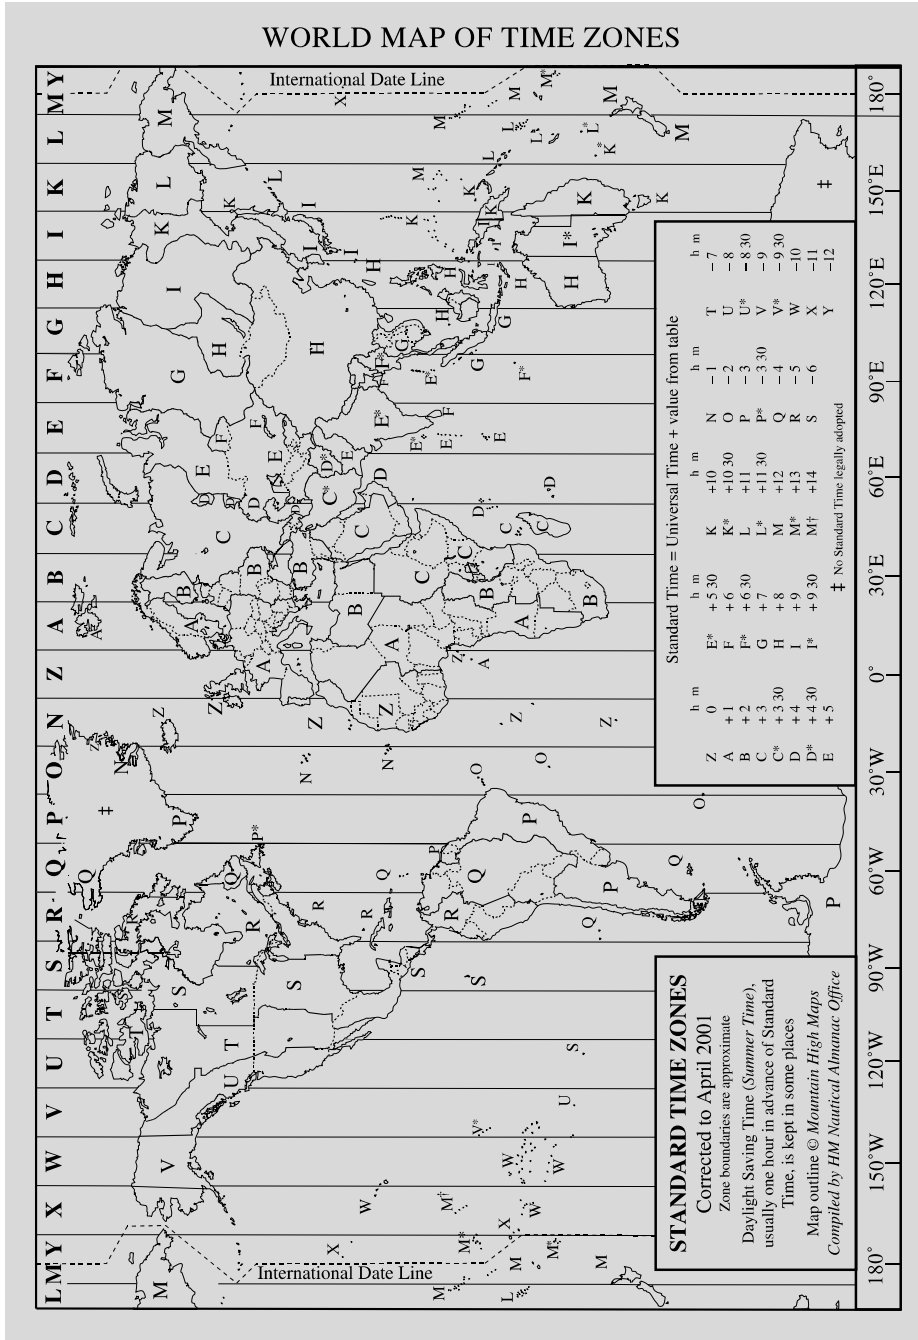 WORLD MAP OF TIME ZONES
L M Y X W V U T S R Q P O N Z A B C D E F G H I K L M Y
International Date Line
International Date Line
M
V
T
S
Q
‡
N
N
Z
Z
A
A
B
C
D
E
F
G
H
I
K
L
M
U
T
S
R
Q
P*
P
Z
A
B
B
B
D
E
F
H
K
L
I
I
X
W
R
R
Q
N
N
Z
Z
A
B
C
C
C*
D
D*
E
E*
F*
G
H
H
I
K
M
X
M
M*
M†
V*
X
W
W
W
S
S
R
Q
P
P
O
O
Z
Z
A
A
B
B
C
C
D
D
E*
E
E
F
E*
F*
G
G
H
H
H
I*
K
K
K
L
L
L*
L*
K
M
M
M
M*
M
L
M*
M
M
U
S
Q
P
Q
O
Z
P
‡
Standard Time = Universal Time + value from table
h m h m h m h m h m
Z 0 E* + 5 30 K +10 N − 1 T − 7
A + 1 F + 6 K* +10 30 O − 2 U − 8
B + 2 F* + 6 30 L +11 P − 3 U* − 8 30
C + 3 G + 7 L* +11 30 P* − 3 30 V − 9
C* + 3 30 H + 8 M +12 Q − 4 V* − 9 30
D + 4 I + 9 M* +13 R − 5 W −10
D* + 4 30 I* + 9 30 M† +14 S − 6 X −11
E + 5 Y −12
‡ No Standard Time legally adopted
STANDARD TIME ZONES
Corrected to April 2001
Zone boundaries are approximate
Daylight Saving Time (Summer Time),
usually one hour in advance of Standard
Time, is kept in some places
Map outline © Mountain High Maps
Compiled by HM Nautical Almanac Office
180° 150°W 120°W 90°W 60°W 30°W 0° 30°E 60°E 90°E 120°E 150°E 180°